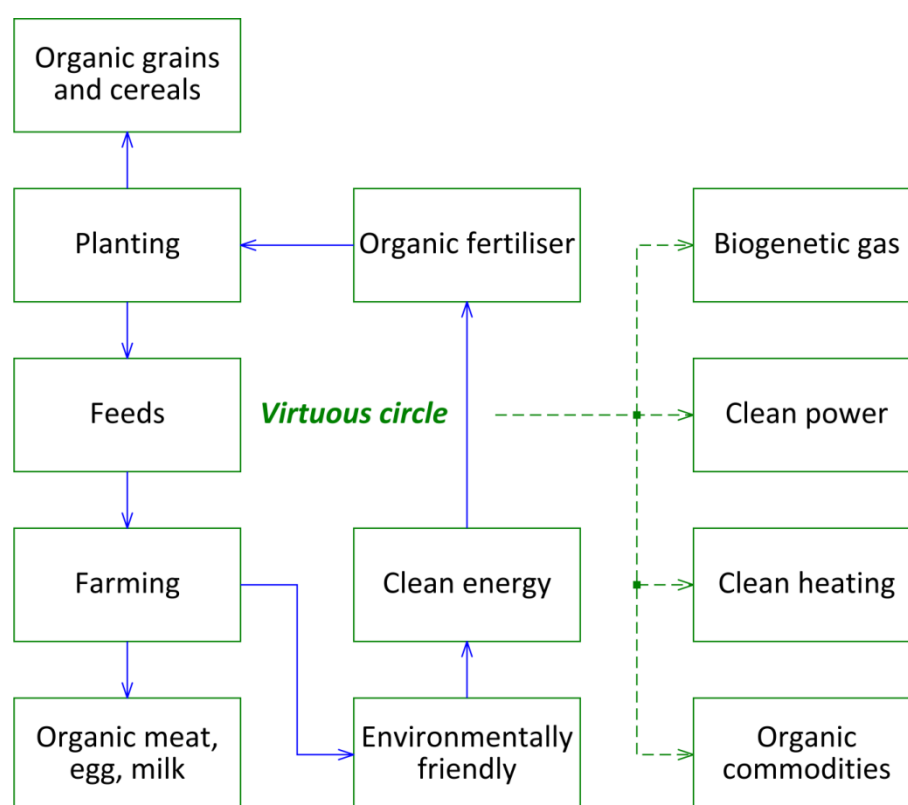 Organic grains
and cereals
Planting
Organic fertiliser
Biogenetic gas
Feeds
Virtuous circle
Clean power
Farming
Clean energy
Clean heating
Organic meat,
egg, milk
Environmentally
friendly
Organic
commodities